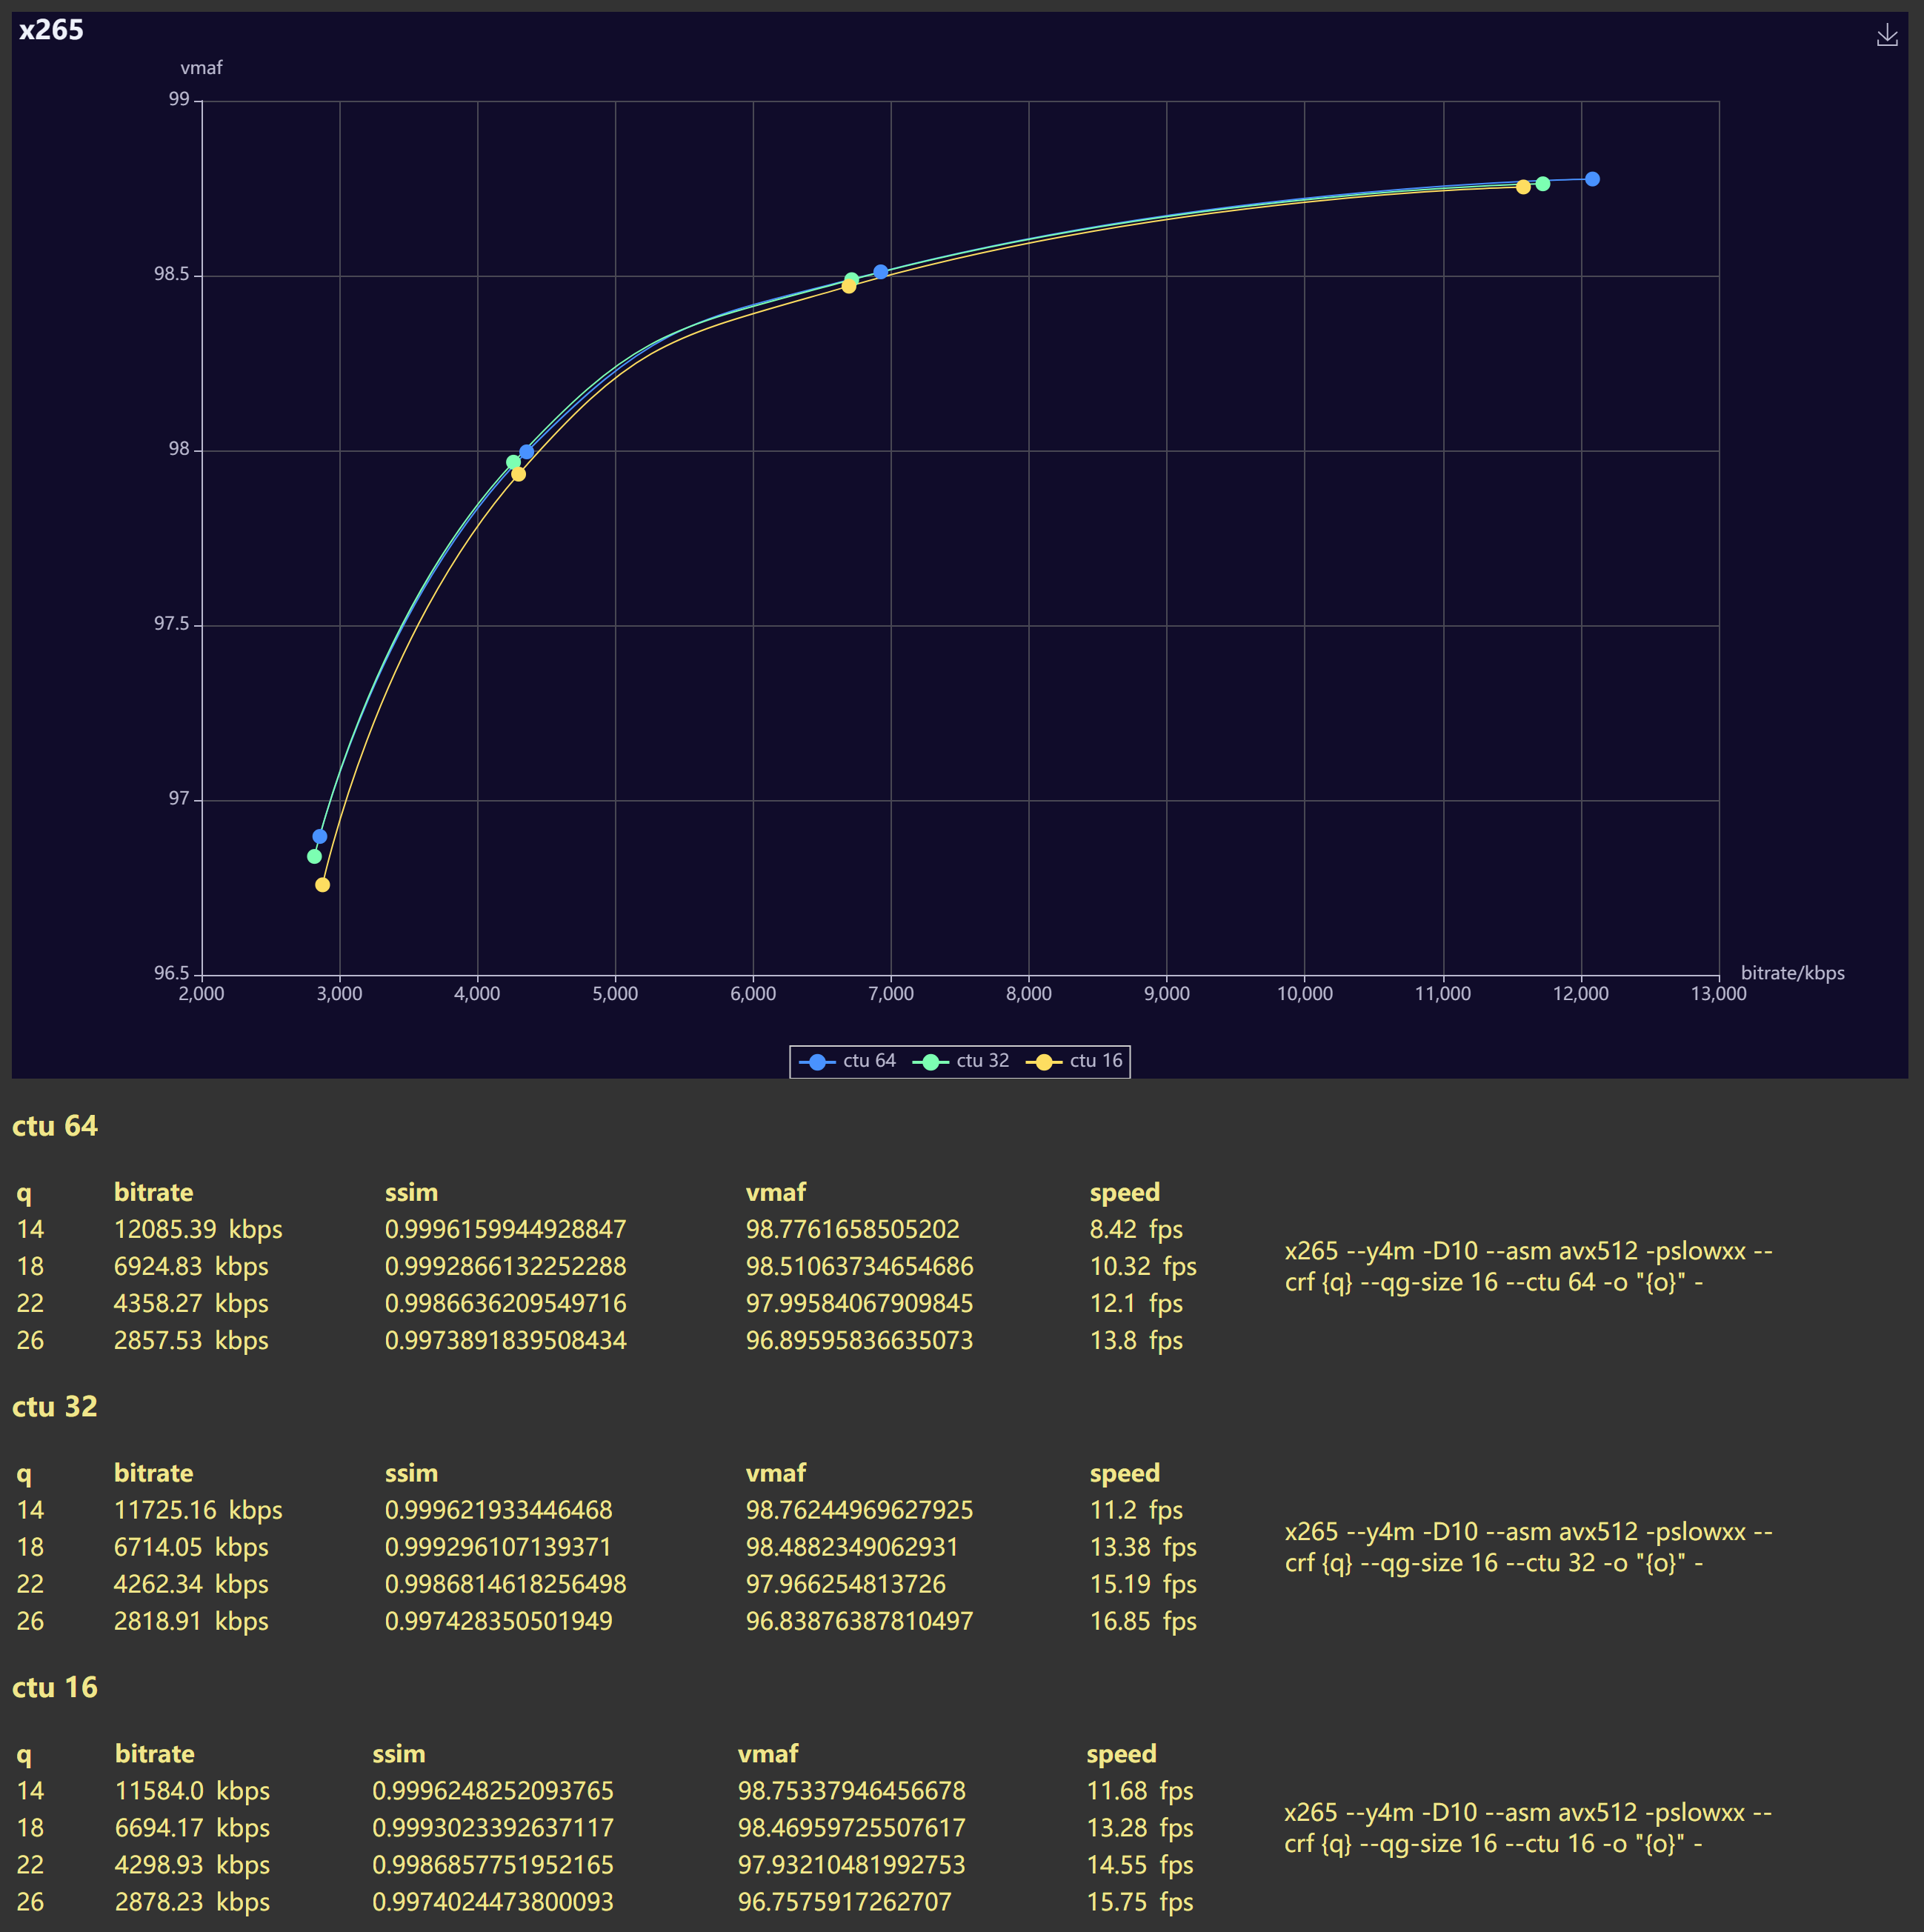 x265
vmaf
99
98.5
98
97.5
97
96.5
bitrate/kbps
2,000 3,000 4,000 5,000 6,000 7,000 8,000 9,000 10,000 11,000 12,000 13,000
ctu 64 ctu 32 ctu 16
ctu 64
q bitrate ssim vmaf speed
14 12085.39 kbps 0.9996159944928847 98.7761658505202 8.42 fps
18 6924.83 kbps 0.9992866132252288 98.51063734654686 10.32 fps
22 4358.27 kbps 0.9986636209549716 97.99584067909845 12.1 fps
26 2857.53 kbps 0.9973891839508434 96.89595836635073 13.8 fps
x265 --y4m -D10 --asm avx512 -pslowxx --
crf {q} --qg-size 16 --ctu 64 -o "{o}" -
ctu 32
q bitrate ssim vmaf speed
14 11725.16 kbps 0.999621933446468 98.76244969627925 11.2 fps
18 6714.05 kbps 0.999296107139371 98.4882349062931 13.38 fps
22 4262.34 kbps 0.9986814618256498 97.966254813726 15.19 fps
26 2818.91 kbps 0.997428350501949 96.83876387810497 16.85 fps
x265 --y4m -D10 --asm avx512 -pslowxx --
crf {q} --qg-size 16 --ctu 32 -o "{o}" -
ctu 16
q bitrate ssim vmaf speed
14 11584.0 kbps 0.9996248252093765 98.75337946456678 11.68 fps
18 6694.17 kbps 0.9993023392637117 98.46959725507617 13.28 fps
22 4298.93 kbps 0.9986857751952165 97.93210481992753 14.55 fps
26 2878.23 kbps 0.9974024473800093 96.7575917262707 15.75 fps
x265 --y4m -D10 --asm avx512 -pslowxx --
crf {q} --qg-size 16 --ctu 16 -o "{o}" -